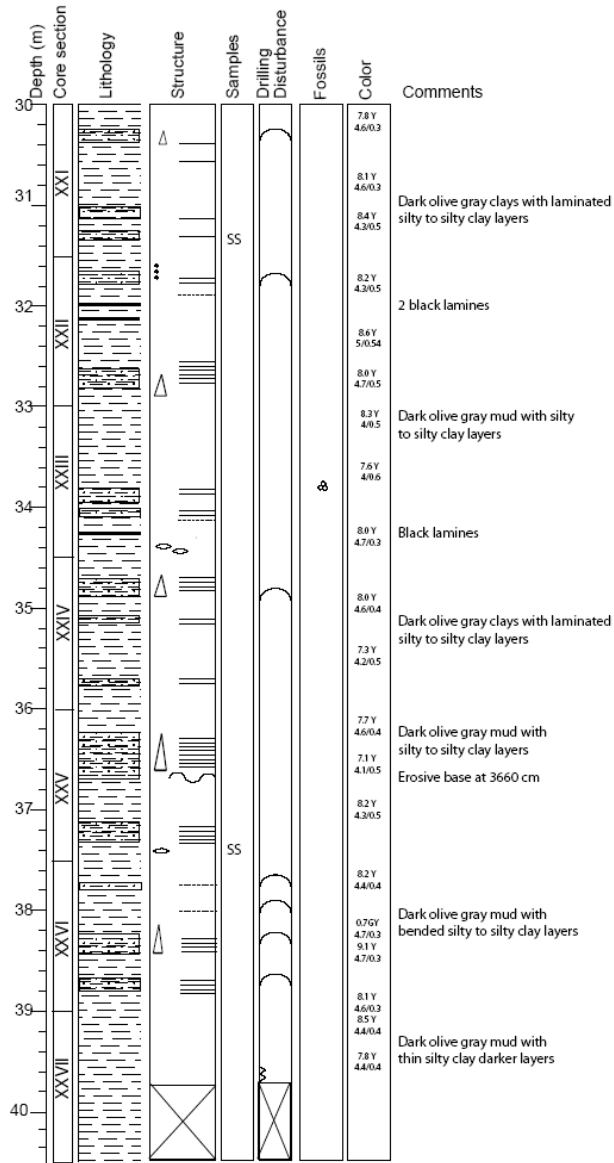 Depth (m)
Core section
Lithology
Structure
Samples
Drilling
Disturbance
Fossils
Color
Comments
30
7.8 Y
4.6/0.3
XXI
8.1 Y
4.6/0.3
31
Dark olive gray clays with laminated
silty to silty clay layers
8.4 Y
4.3/0.5
SS
8.2 Y
4.3/0.5
32
2 black lamines
XXII
8.6 Y
5/0.54
8.0 Y
4.7/0.5
33
8.3 Y
4/0.5
Dark olive gray mud with silty
to silty clay layers
XXIII
7.6 Y
4/0.6
34
8.0 Y
4.7/0.3
Black lamines
8.0 Y
4.6/0.4
35
XXIV
Dark olive gray clays with laminated
silty to silty clay layers
7.3 Y
4.2/0.5
36
7.7 Y
4.6/0.4
Dark olive gray mud with
silty to silty clay layers
7.1 Y
4.1/0.5
Erosive base at 3660 cm
XXV
37
8.2 Y
4.3/0.5
SS
8.2 Y
4.4/0.4
38
XXVI
0.7GY
4.7/0.3
Dark olive gray mud with
bended silty to silty clay layers
9.1 Y
4.7/0.3
8.1 Y
4.6/0.3
39
8.5 Y
4.4/0.4
Dark olive gray mud with
thin silty clay darker layers
XXVII
7.8 Y
4.4/0.4
40